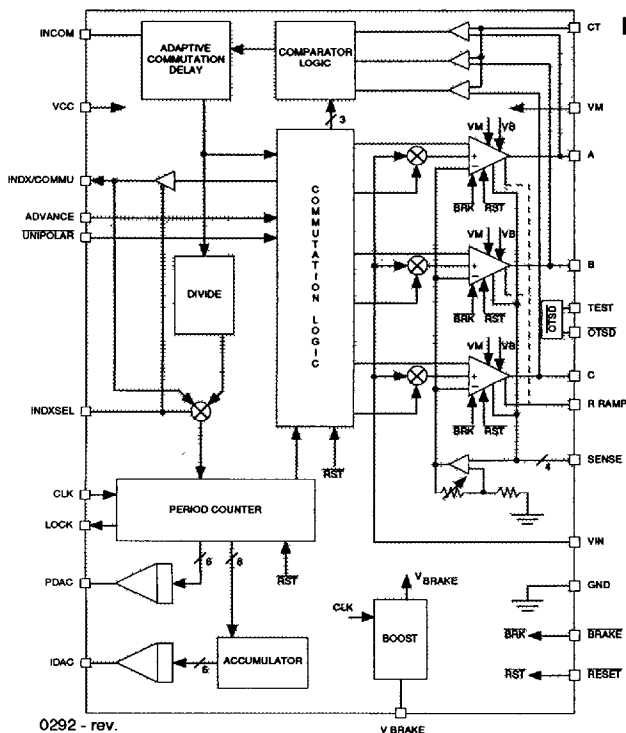 INCOM
ADAPTIVE
COMMUTATION
DELAY
COMPARATOR
LOGIC
CT
VCC
VM
3
VM
VB
A
INDX/COMMU
ADVANCE
UNIPOLAR
COMMUTATION LOGIC
BRK
RST
VM
VB
B
DIVIDE
BRK
RST
TEST
OTSD
OTSD
VM
VB
C
R RAMP
INDXSEL
BRK
RST
RST
SENSE
4
CLK
PERIOD COUNTER
LOCK
VIN
6
8
RST
PDAC
V BRAKE
GND
CLK
BOOST
BRK
BRAKE
IDAC
6
ACCUMULATOR
RST
RESET
0292 - rev.
V BRAKE